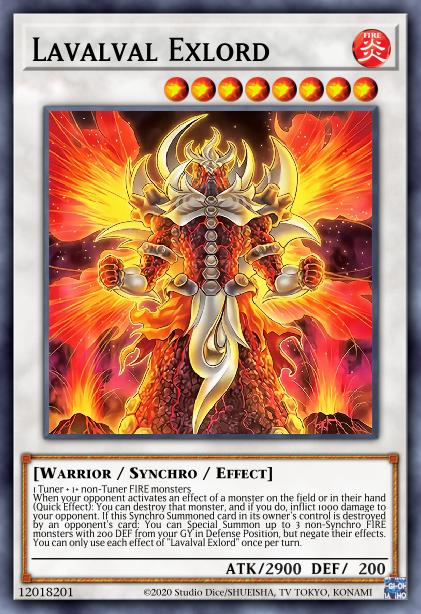 Lavalval Exlord
FIRE
炎
[Warrior / Synchro / Effect]
1 Tuner + 1+ non-Tuner FIRE monsters
When your opponent activates an effect of a monster on the field or in their hand
(Quick Effect): You can destroy that monster, and if you do, inflict 1000 damage to
your opponent. If this Synchro Summoned card in its owner's control is destroyed
by an opponent's card: You can Special Summon up to 3 non-Synchro FIRE
monsters with 200 DEF from your GY in Defense Position, but negate their effects.
You can only use each effect of "Lavalval Exlord" once per turn.
ATK/2900 DEF/ 200
12018201
©2020 Studio Dice/SHUEISHA, TV TOKYO, KONAMI